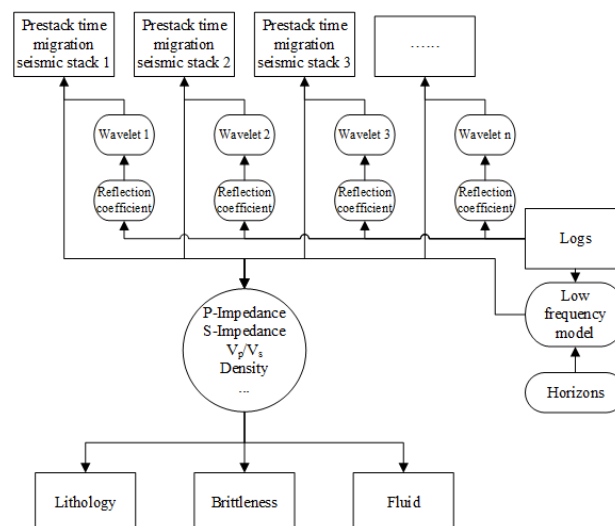 Prestack time
migration
seismic stack 1
Prestack time
migration
seismic stack 2
Prestack time
migration
seismic stack 3
……
Wavelet 1
Wavelet 2
Wavelet 3
Wavelet n
Reflection
coefficient
Reflection
coefficient
Reflection
coefficient
Reflection
coefficient
Logs
P-Impedance
S-Impedance
Vp/Vs
Density
...
Low
frequency
model
Horizons
Lithology
Brittleness
Fluid